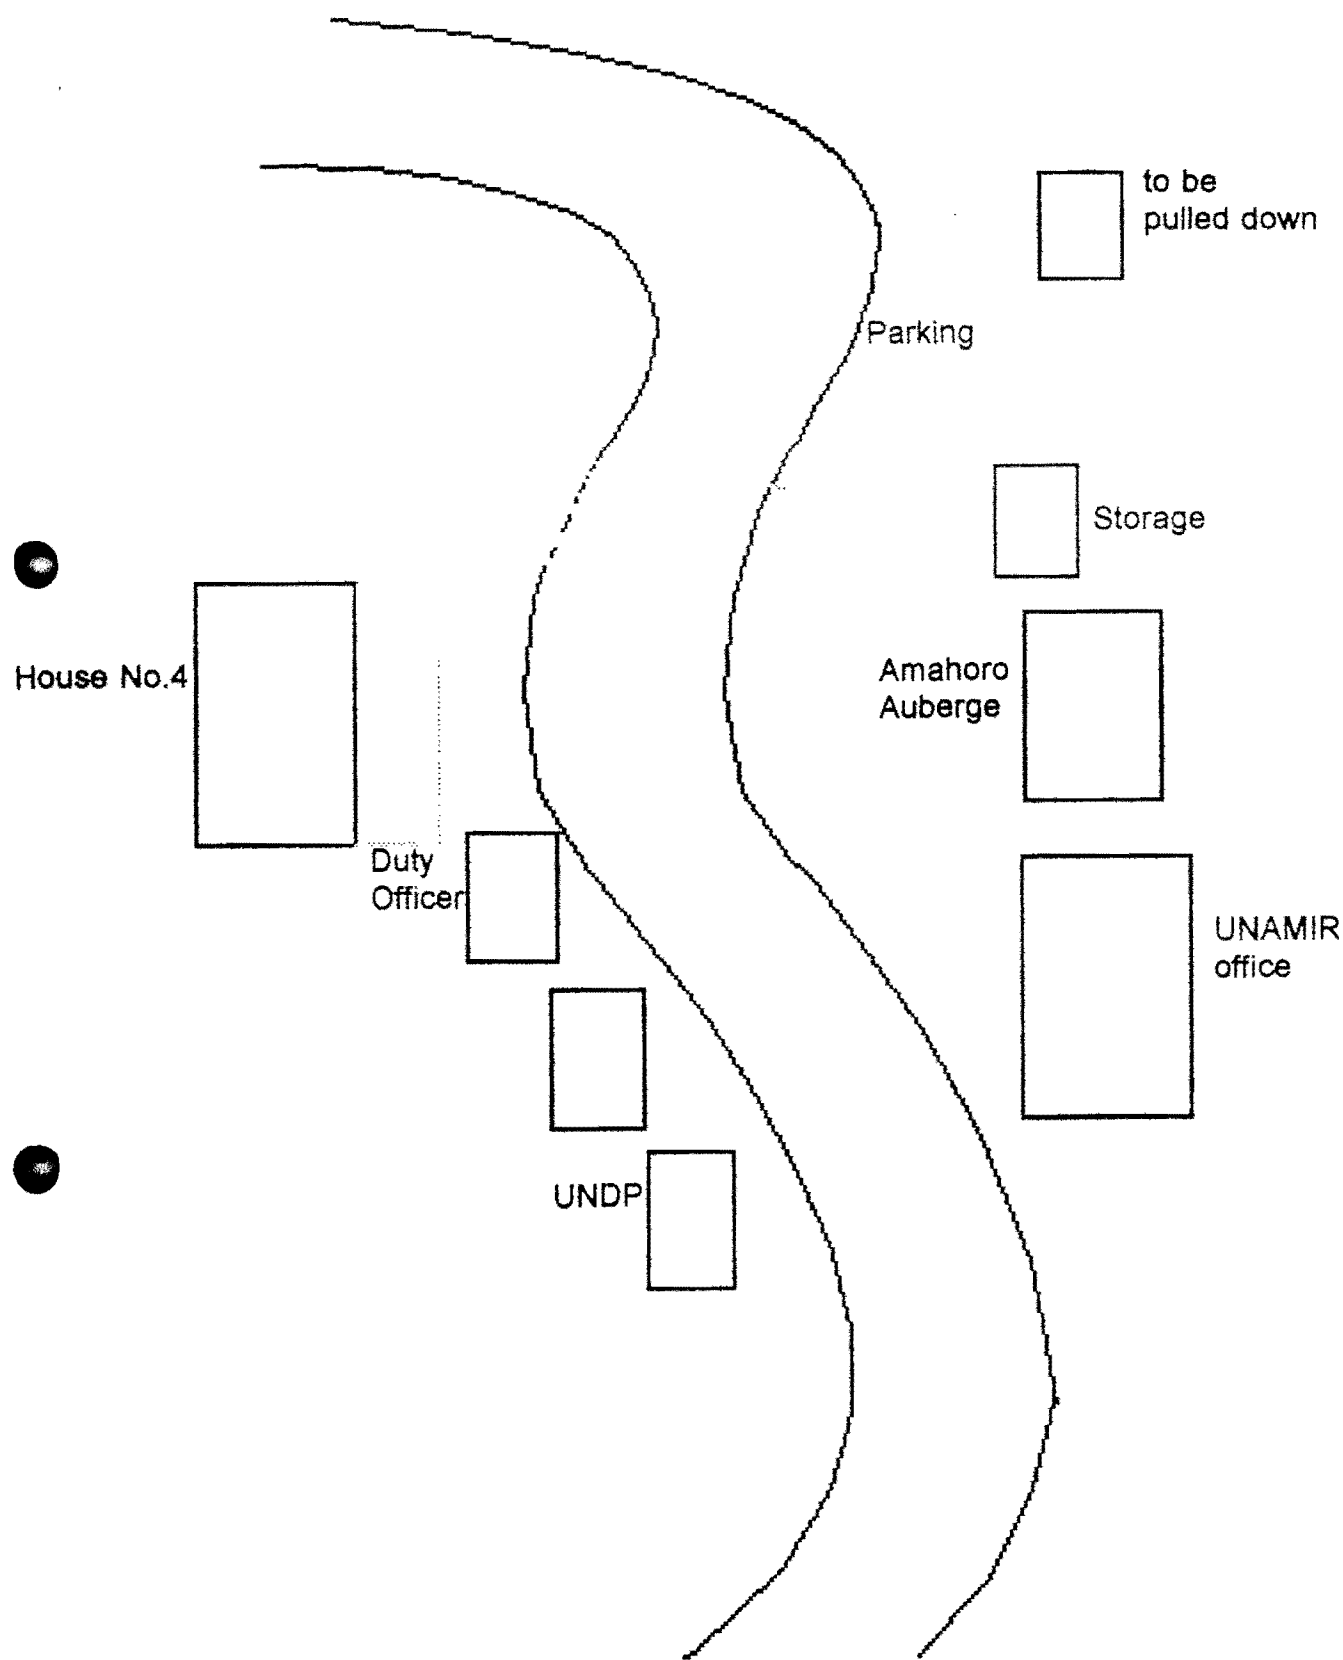 to be
pulled down
Parking
Storage
House No.4
Amahoro
Auberge
Duty
Officer
UNAMIR
office
UNDP